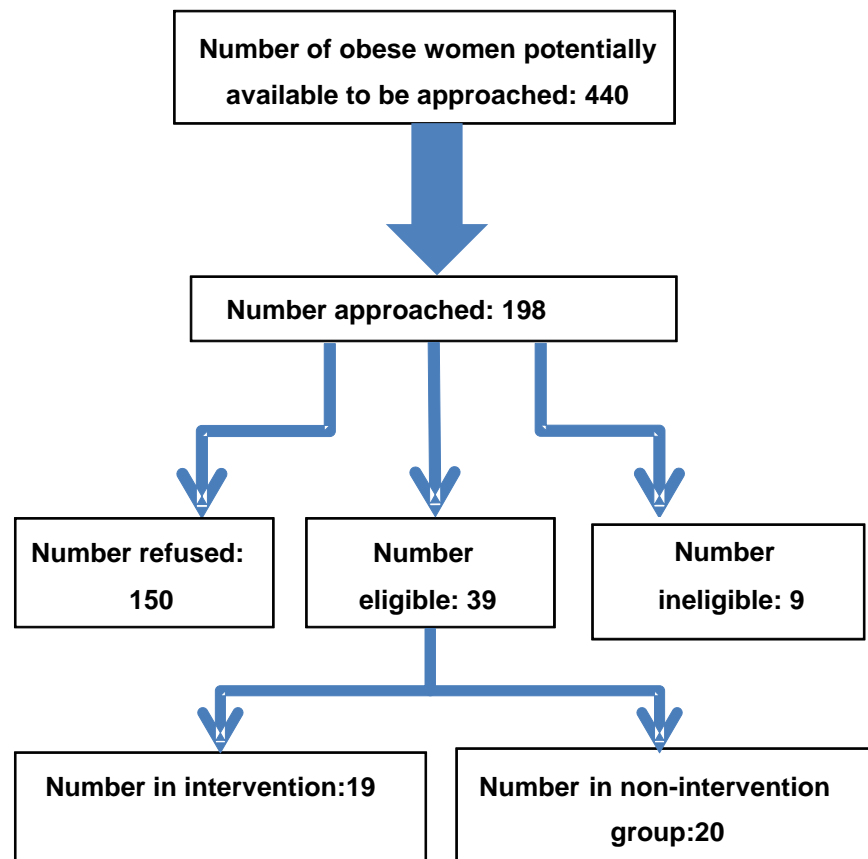 Number of obese women potentially
available to be approached: 440
Number approached: 198
Number refused:
150
Number
eligible: 39
Number
ineligible: 9
Number in intervention:19
Number in non-intervention
group:20